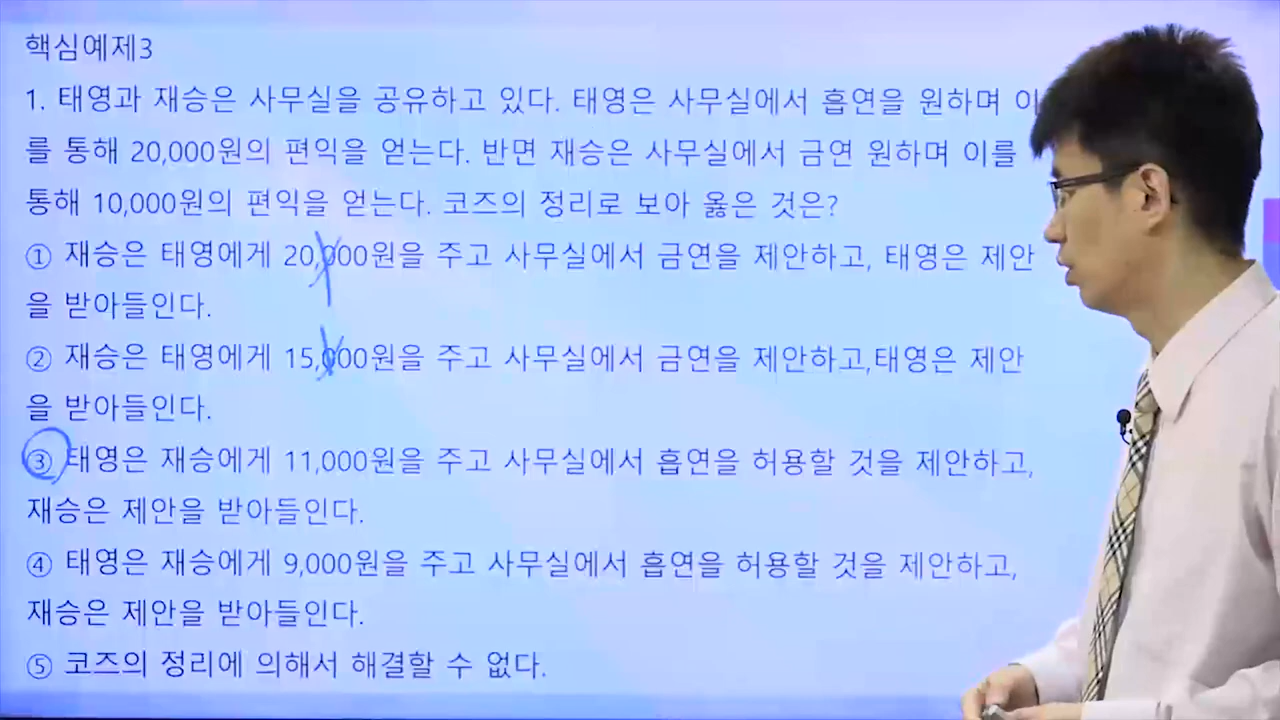 핵심예제3
1. 태영과 재승은 사무실을 공유하고 있다. 태영은 사무실에서 흡연을 원하며 이
를 통해 20,000원의 편익을 얻는다. 반면 재승은 사무실에서 금연 원하며 이를
통해 10,000원의 편익을 얻는다. 코즈의 정리로 보아 옳은 것은?
① 재승은 태영에게 20,000원을 주고 사무실에서 금연을 제안하고, 태영은 제안
을 받아들인다.
② 재승은 태영에게 15,000원을 주고 사무실에서 금연을 제안하고,태영은 제안
을 받아들인다.
③ 태영은 재승에게 11,000원을 주고 사무실에서 흡연을 허용할 것을 제안하고,
재승은 제안을 받아들인다.
④ 태영은 재승에게 9,000원을 주고 사무실에서 흡연을 허용할 것을 제안하고,
재승은 제안을 받아들인다.
⑤ 코즈의 정리에 의해서 해결할 수 없다.